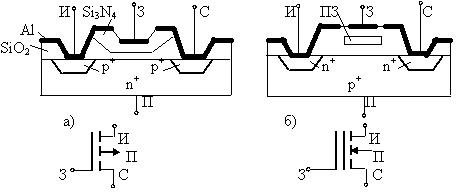 И Si₃N₄ З С
Al
SiO₂
p⁺ p⁺
n⁺
П
а)
И
П
З
С
И ПЗ З С
n⁺ n⁺
p⁺
П
б)
И
П
З
С